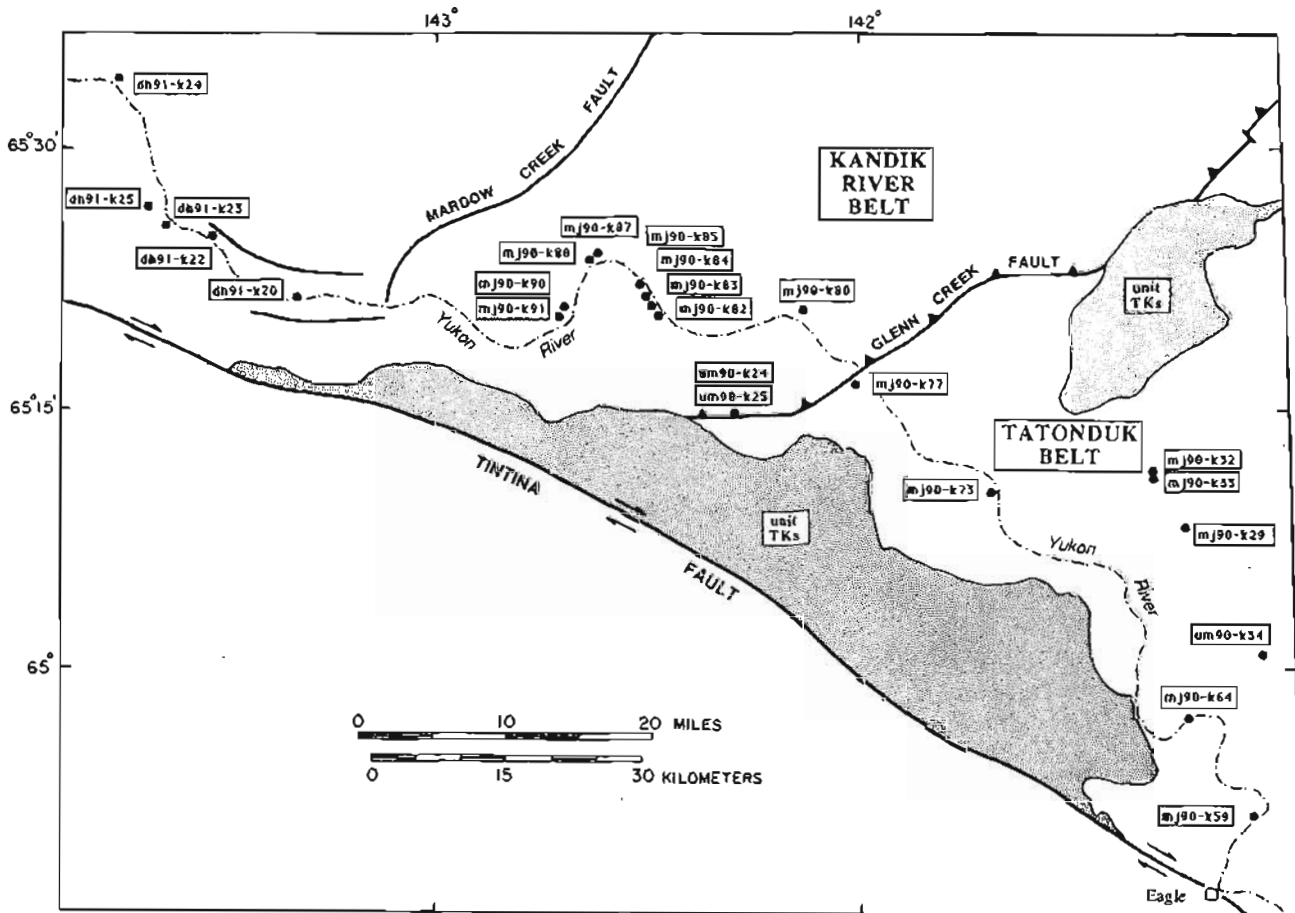 143°
142°
dh91-k24
65°30'
MARDOW CREEK FAULT
KANDIK
RIVER
BELT
dh91-k25
dh91-k23
dh91-k22
dh91-k20
mj90-k87
mj90-k88
mj90-k85
mj90-k84
mj90-k90
mj90-k83
mj90-k91
mj90-k82
mj90-k80
Yukon
River
GLENN CREEK FAULT
unit
TKs
um90-k24
um90-k25
mj90-k77
65°15'
TATONDUK
BELT
TINTINA
FAULT
mj90-k32
mj90-k33
mj90-k73
unit
TKs
mj90-k29
Yukon
River
um90-k34
65°
mj90-k64
0 10 20 MILES
0 15 30 KILOMETERS
mj90-k59
Eagle